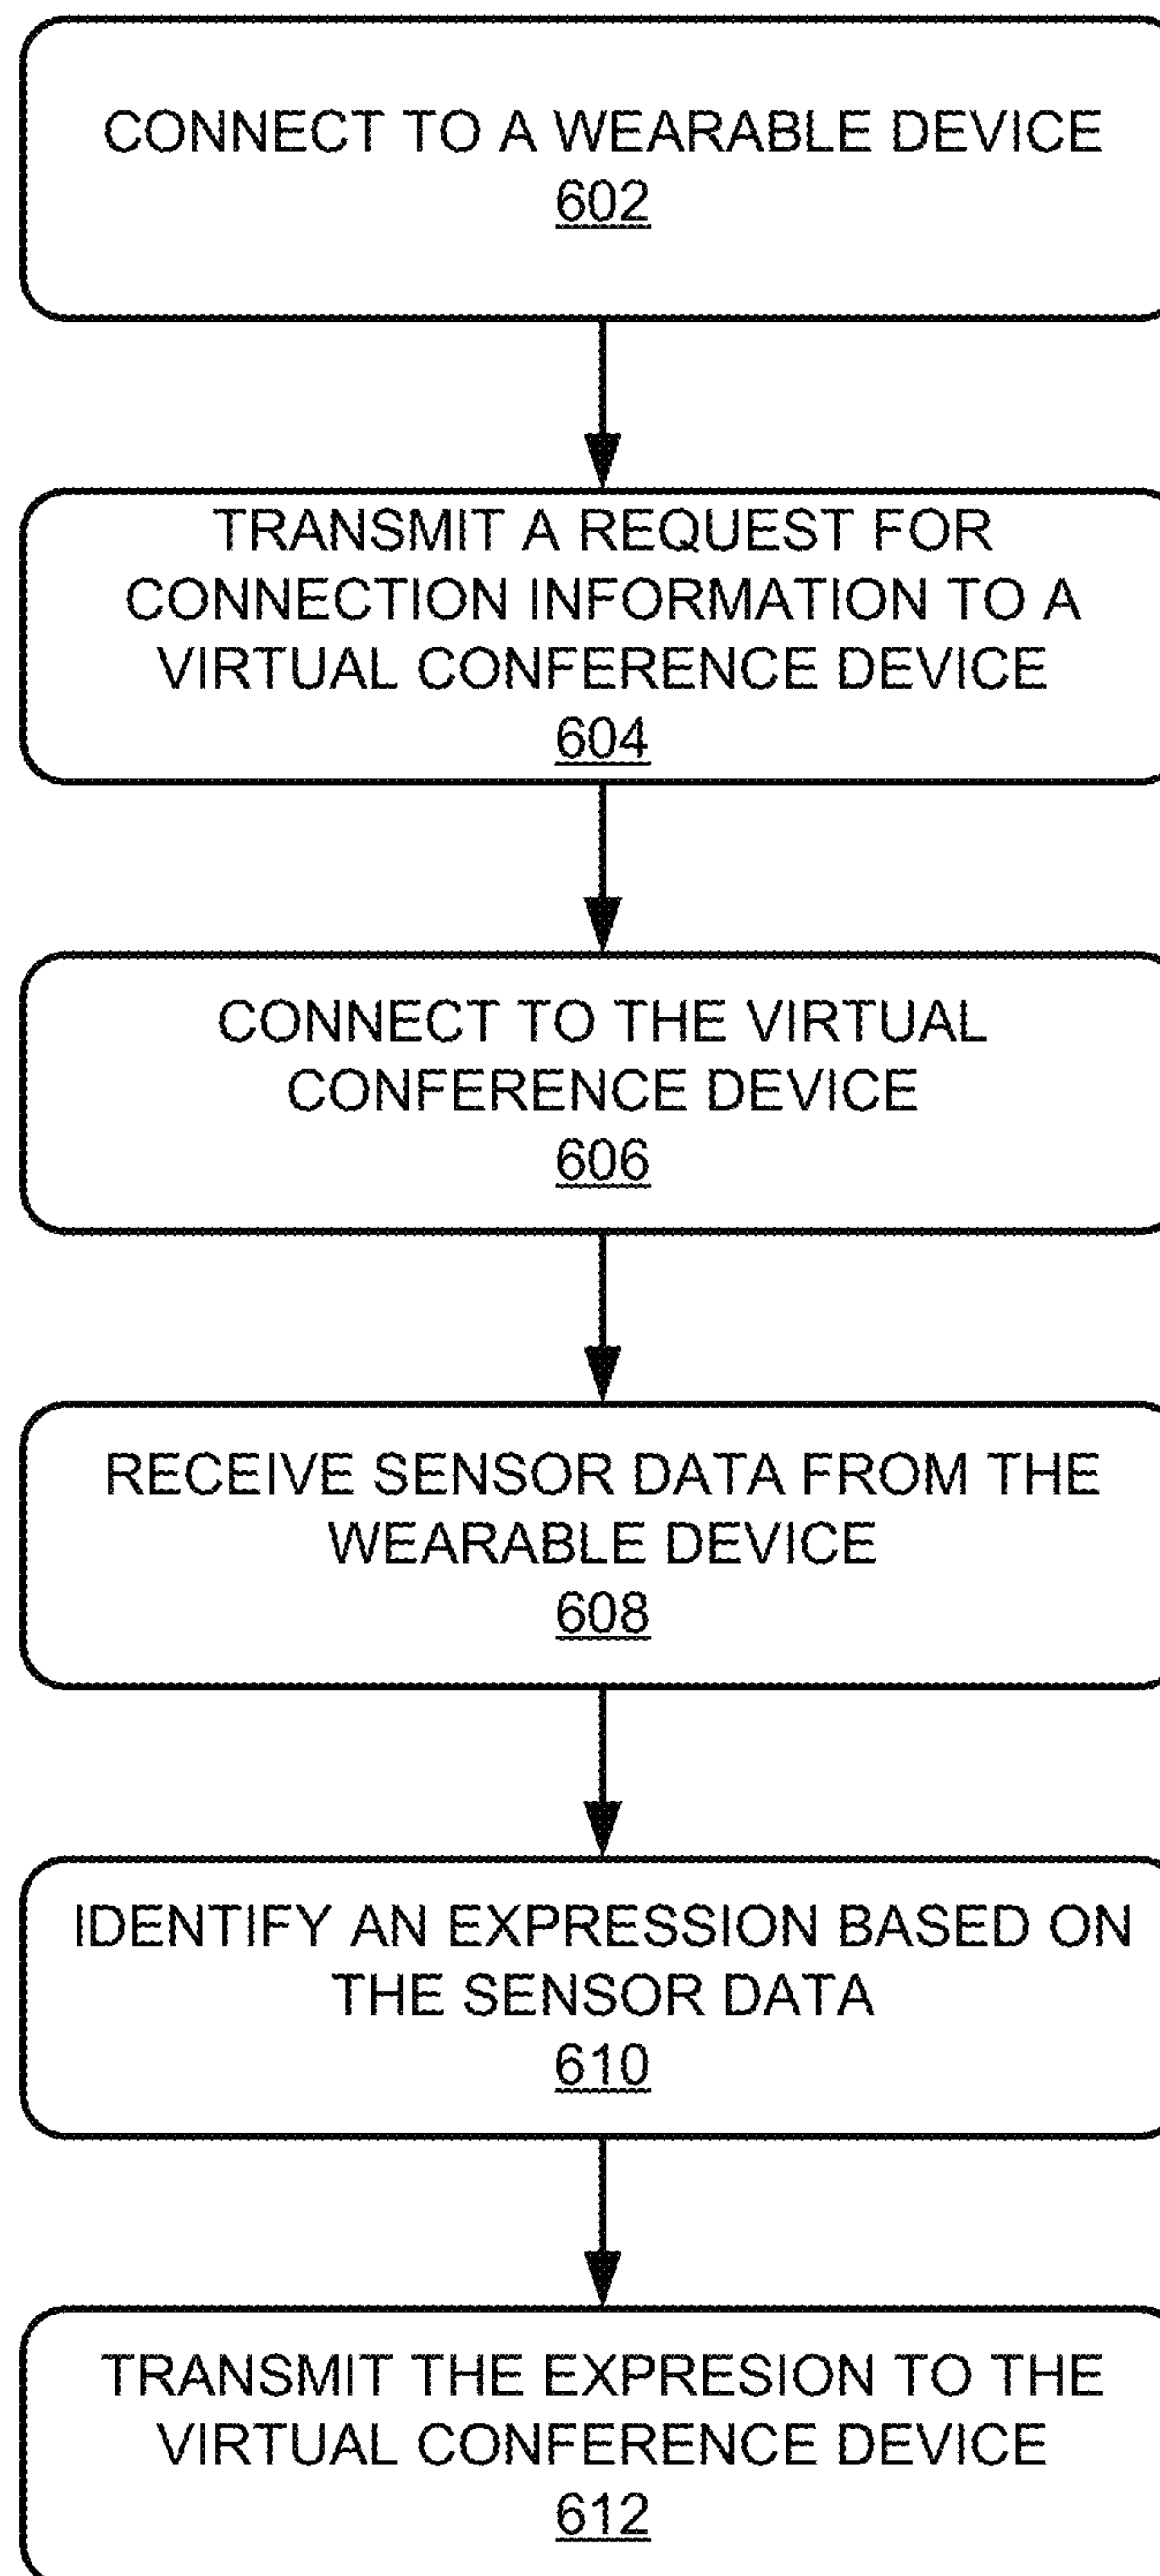 CONNECT TO A WEARABLE DEVICE
602
TRANSMIT A REQUEST FOR
CONNECTION INFORMATION TO A
VIRTUAL CONFERENCE DEVICE
604
CONNECT TO THE VIRTUAL
CONFERENCE DEVICE
606
RECEIVE SENSOR DATA FROM THE
WEARABLE DEVICE
608
IDENTIFY AN EXPRESSION BASED ON
THE SENSOR DATA
610
TRANSMIT THE EXPRESION TO THE
VIRTUAL CONFERENCE DEVICE
612